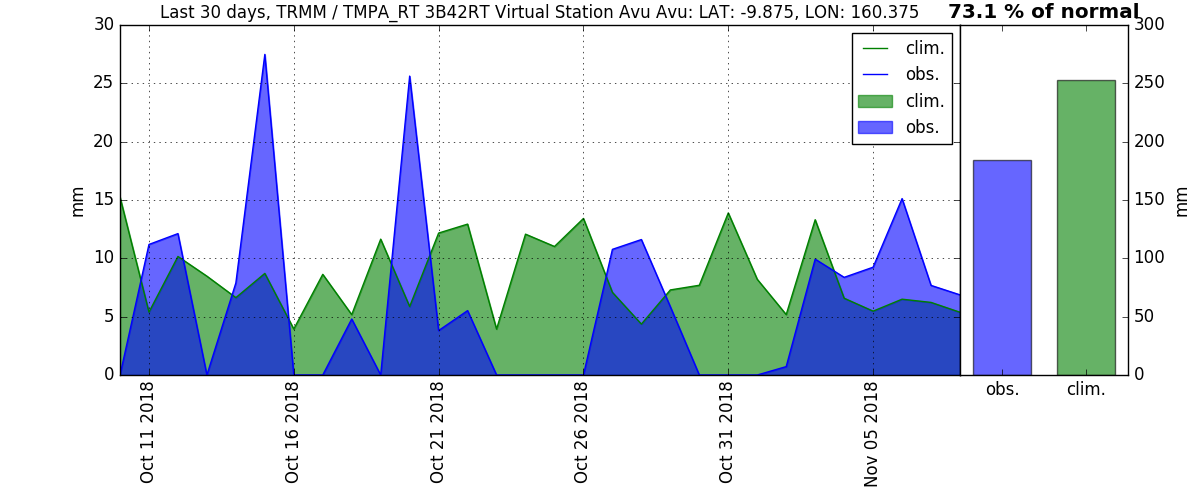 Last 30 days, TRMM / TMPA_RT 3B42RT Virtual Station Avu Avu: LAT: -9.875, LON: 160.375
73.1 % of normal
30
25
20
15
10
5
0
mm
clim.
obs.
clim.
obs.
Oct 11 2018
Oct 16 2018
Oct 21 2018
Oct 26 2018
Oct 31 2018
Nov 05 2018
300
250
200
150
100
50
0
mm
obs.
clim.